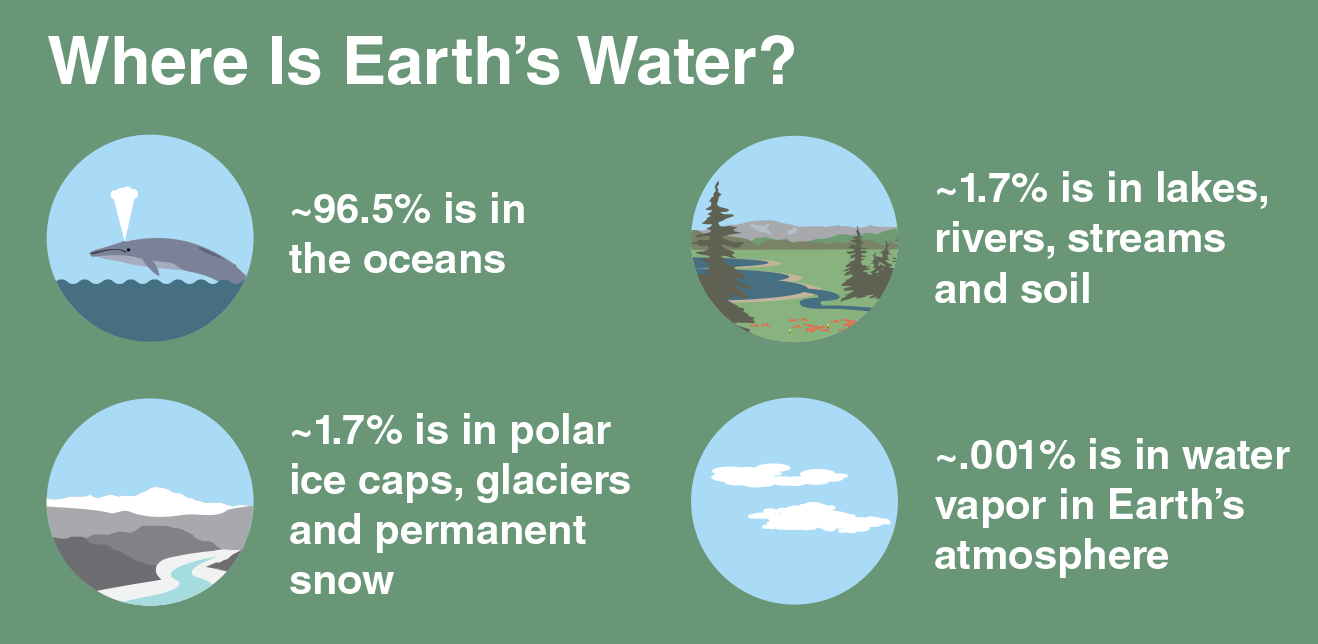 Where Is Earth’s Water?
~96.5% is in
the oceans
~1.7% is in lakes,
rivers, streams
and soil
~1.7% is in polar
ice caps, glaciers
and permanent
snow
~.001% is in water
vapor in Earth’s
atmosphere